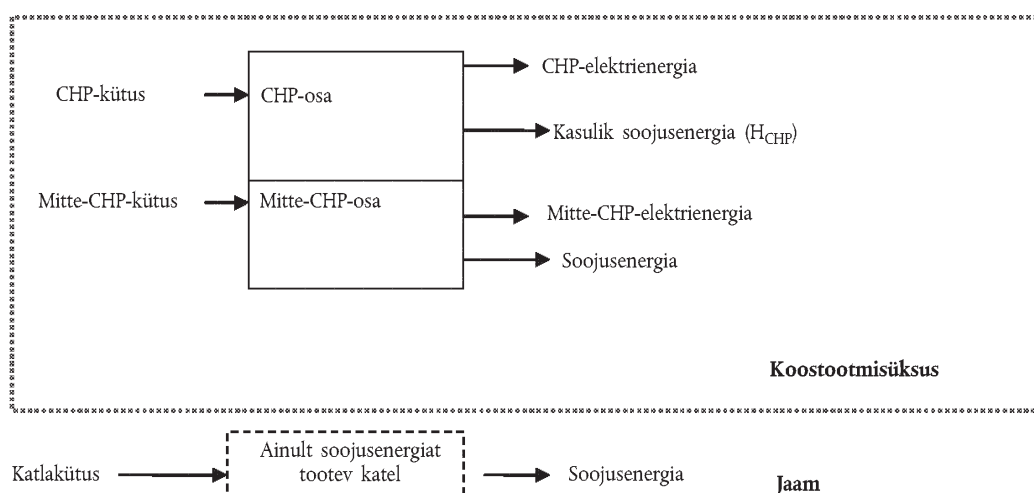 CHP-elektrienergia
CHP-kütus
CHP-osa
Kasulik soojusenergia (HCHP)
Mitte-CHP-kütus
Mitte-CHP-osa
Mitte-CHP-elektrienergia
Soojusenergia
Koostootmisüksus
Ainult soojusenergiat
tootev katel
Katlakütus
Soojusenergia
Jaam